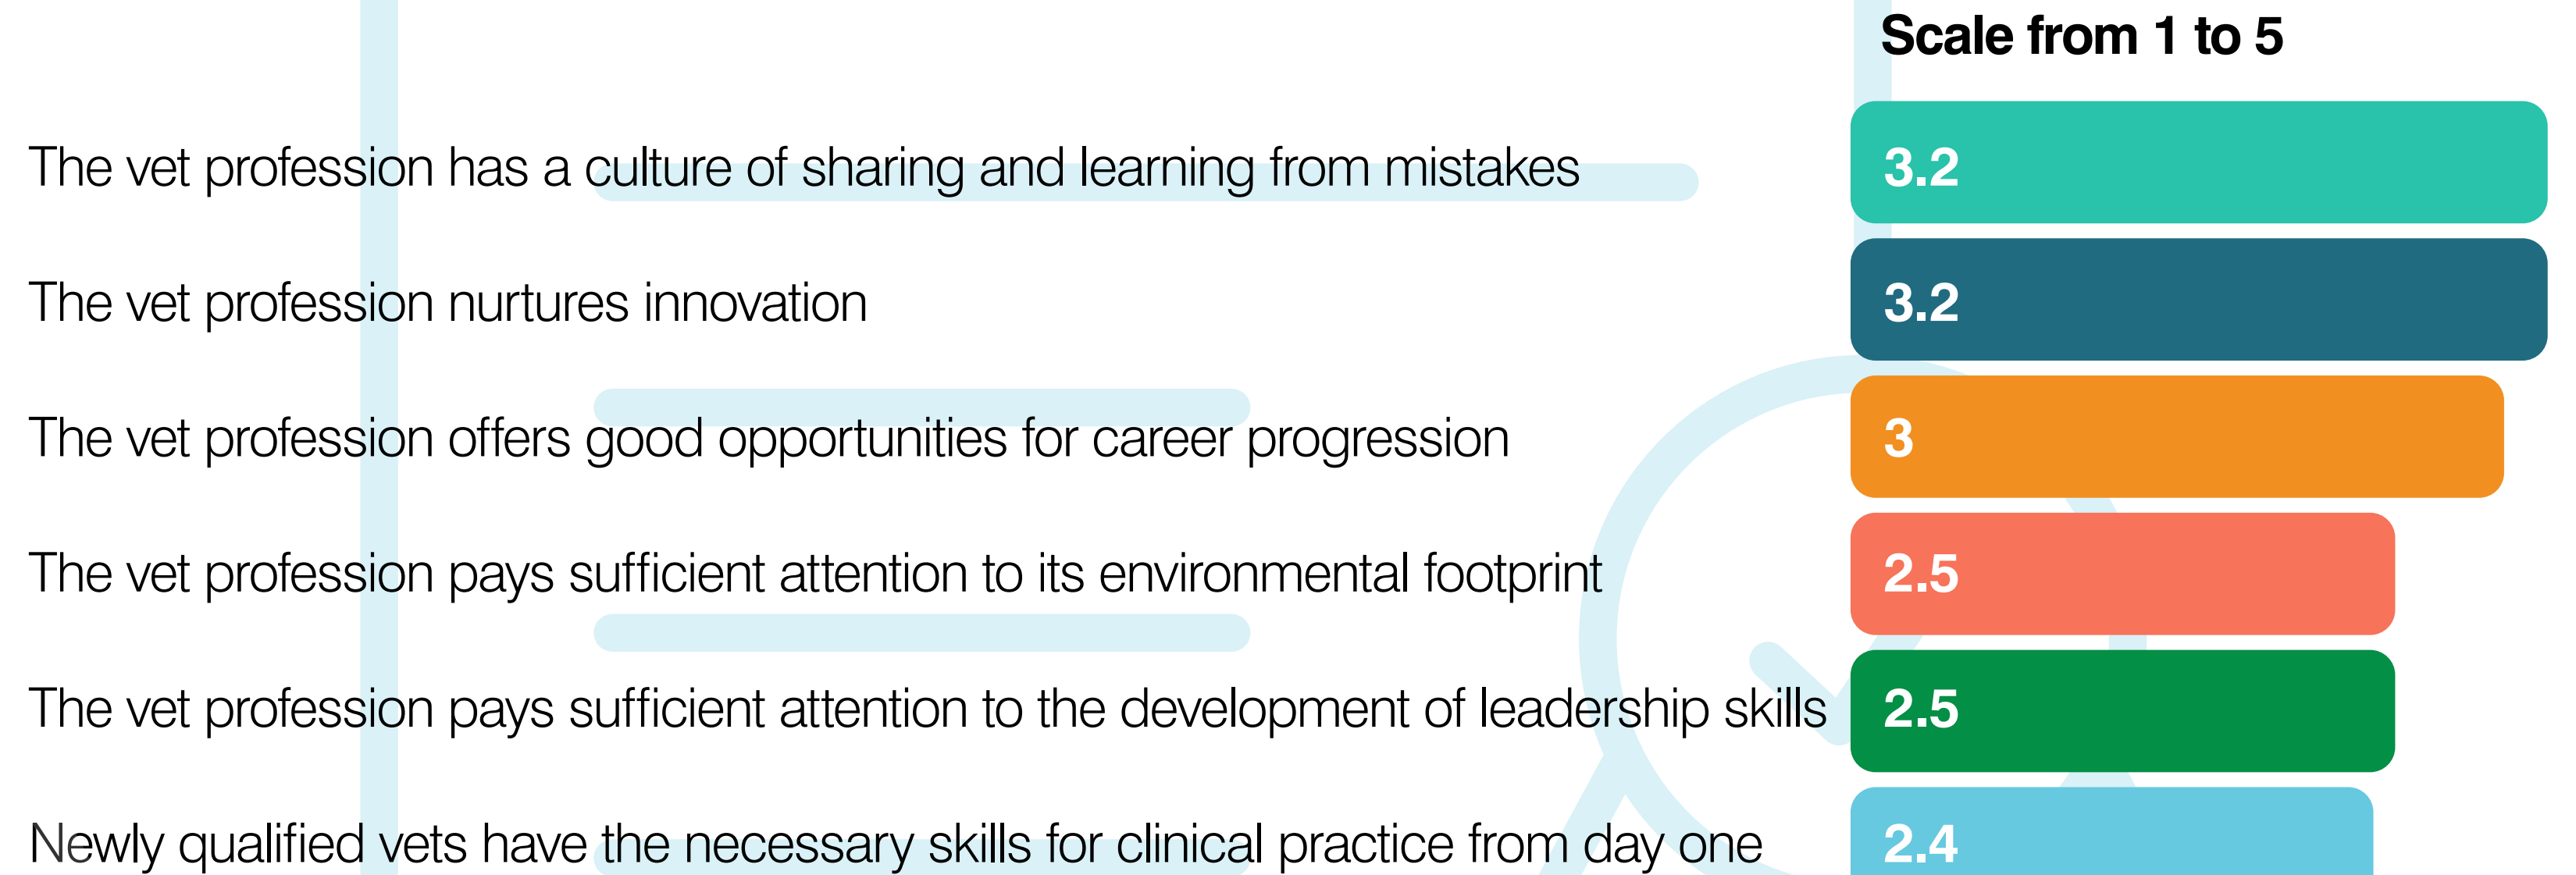 Scale from 1 to 5
The vet profession has a culture of sharing and learning from mistakes 3.2
The vet profession nurtures innovation 3.2
The vet profession offers good opportunities for career progression 3
The vet profession pays sufficient attention to its environmental footprint 2.5
The vet profession pays sufficient attention to the development of leadership skills 2.5
Newly qualified vets have the necessary skills for clinical practice from day one 2.4